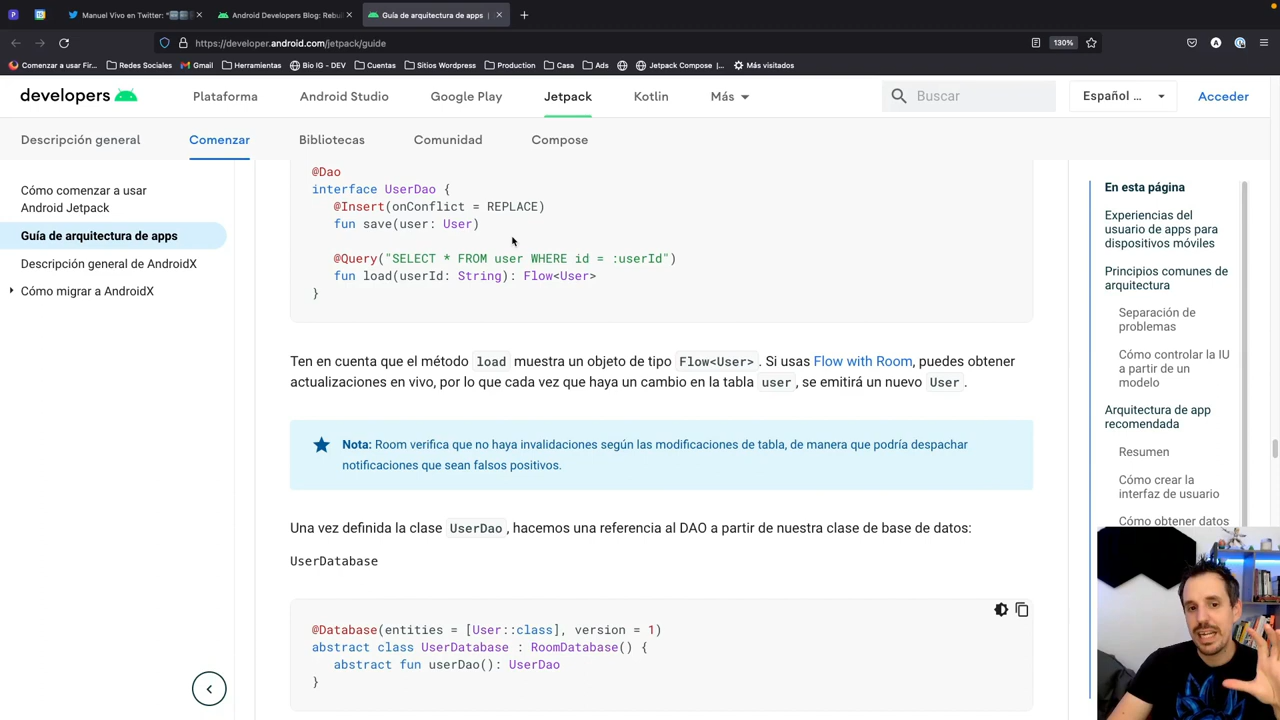 Manuel Vivo en Twitter: "
Android Developers Blog: Rebu
Guía de arquitectura de apps
https://developer.android.com/jetpack/guide
130%
Comenzar a usar Fir...
Redes Sociales
Gmail
Herramientas
Bio IG - DEV
Cuentas
Sitios Wordpress
Production
Casa
Ads
Jetpack Compose |...
Más visitados
developers
Plataforma
Android Studio
Google Play
Jetpack
Kotlin
Más
Buscar
Español ...
Acceder
Descripción general
Comenzar
Bibliotecas
Comunidad
Compose
Cómo comenzar a usar
Android Jetpack
Guía de arquitectura de apps
Descripción general de AndroidX
Cómo migrar a AndroidX
@Dao
interface UserDao {
@Insert(onConflict = REPLACE)
fun save(user: User)
@Query("SELECT * FROM user WHERE id = :userId")
fun load(userId: String): Flow<User>
}
Ten en cuenta que el método load muestra un objeto de tipo Flow<User>. Si usas Flow with Room, puedes obtener
actualizaciones en vivo, por lo que cada vez que haya un cambio en la tabla user, se emitirá un nuevo User.
Nota: Room verifica que no haya invalidaciones según las modificaciones de tabla, de manera que podría despachar
notificaciones que sean falsos positivos.
Una vez definida la clase UserDao, hacemos una referencia al DAO a partir de nuestra clase de base de datos:
UserDatabase
@Database(entities = [User::class], version = 1)
abstract class UserDatabase : RoomDatabase() {
abstract fun userDao(): UserDao
}
En esta página
Experiencias del
usuario de apps para
dispositivos móviles
Principios comunes de
arquitectura
Separación de
problemas
Cómo controlar la IU
a partir de un
modelo
Arquitectura de app
recomendada
Resumen
Cómo crear la
interfaz de usuario
Cómo obtener datos